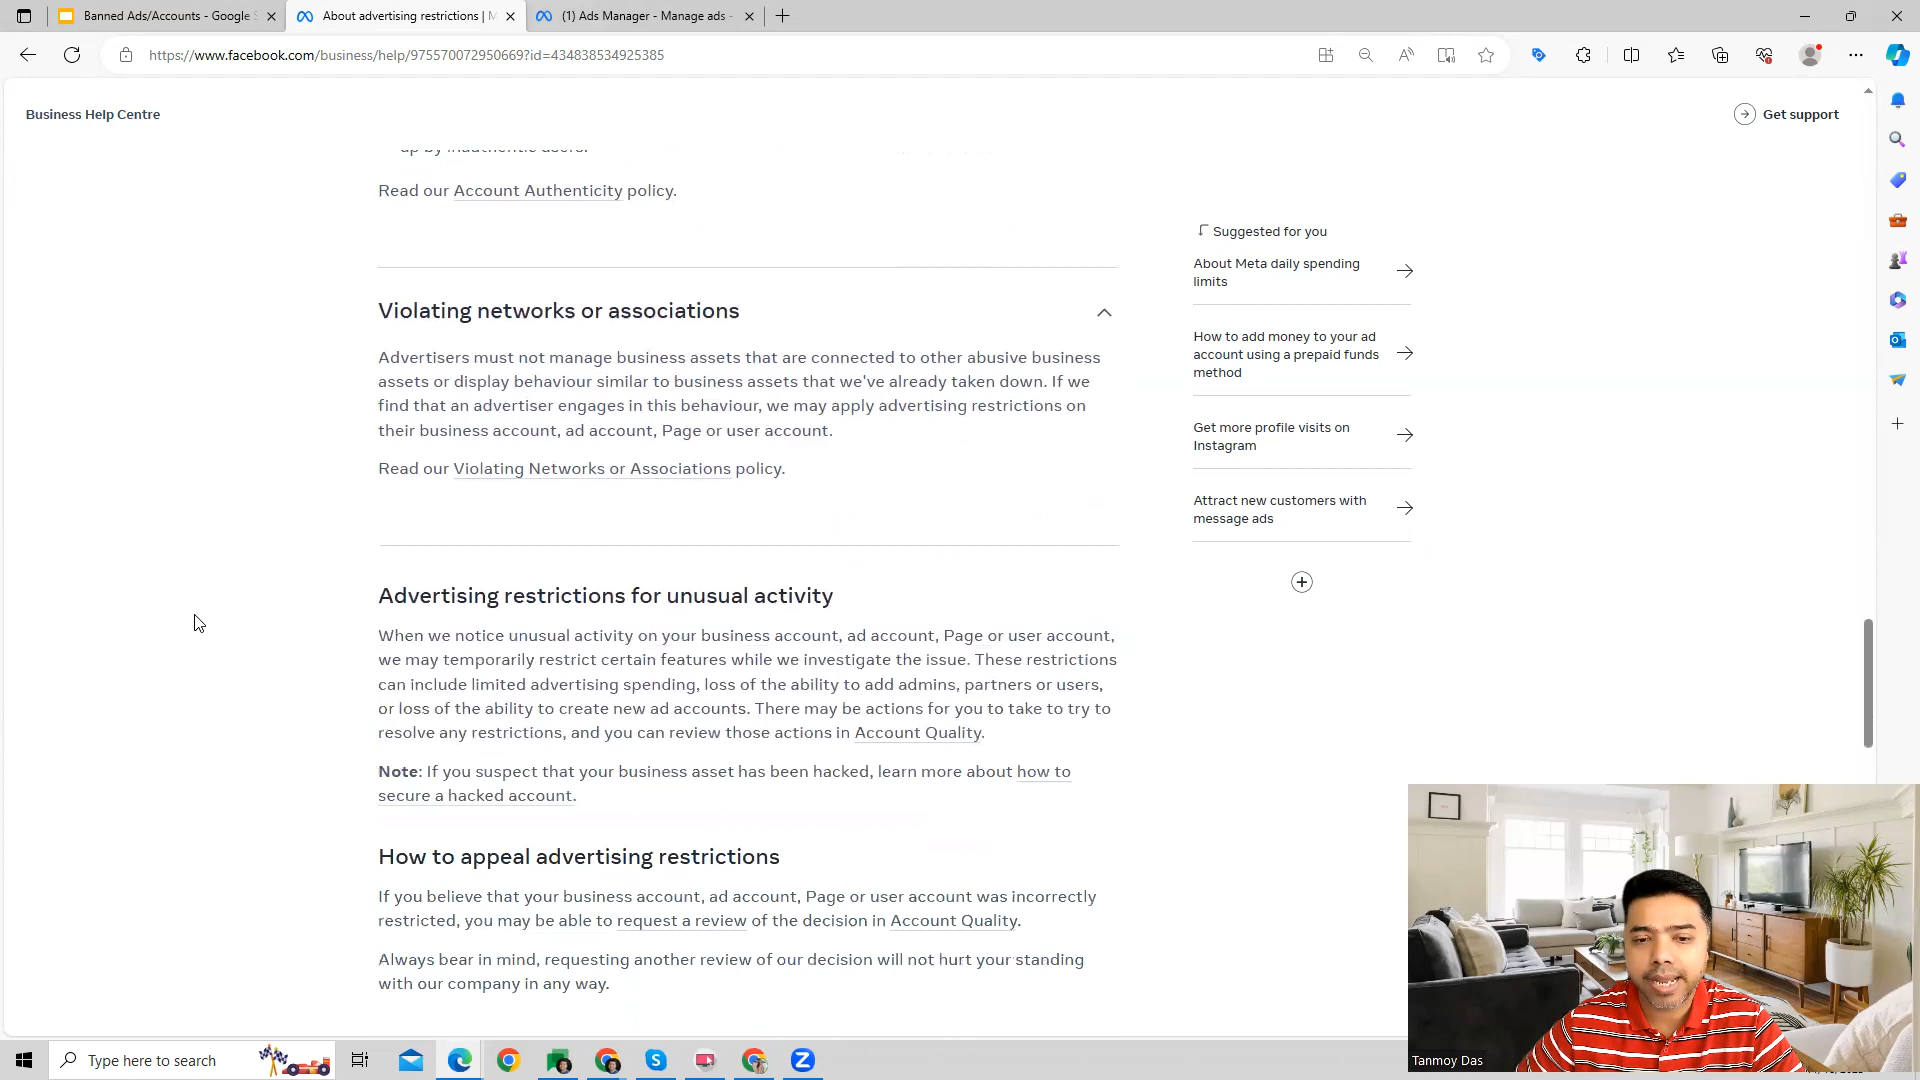 Banned Ads/Accounts - Google S
About advertising restrictions | M
(1) Ads Manager - Manage ads -
https://www.facebook.com/business/help/975570072950669?id=434838534925385
Business Help Centre
Get support
up by inauthentic users.
Read our Account Authenticity policy.
Violating networks or associations
Advertisers must not manage business assets that are connected to other abusive business
assets or display behaviour similar to business assets that we've already taken down. If we
find that an advertiser engages in this behaviour, we may apply advertising restrictions on
their business account, ad account, Page or user account.
Read our Violating Networks or Associations policy.
Advertising restrictions for unusual activity
When we notice unusual activity on your business account, ad account, Page or user account,
we may temporarily restrict certain features while we investigate the issue. These restrictions
can include limited advertising spending, loss of the ability to add admins, partners or users,
or loss of the ability to create new ad accounts. There may be actions for you to take to try to
resolve any restrictions, and you can review those actions in Account Quality.
Note: If you suspect that your business asset has been hacked, learn more about how to
secure a hacked account.
How to appeal advertising restrictions
If you believe that your business account, ad account, Page or user account was incorrectly
restricted, you may be able to request a review of the decision in Account Quality.
Always bear in mind, requesting another review of our decision will not hurt your standing
with our company in any way.
Suggested for you
About Meta daily spending
limits
How to add money to your ad
account using a prepaid funds
method
Get more profile visits on
Instagram
Attract new customers with
message ads
Tanmoy Das
Type here to search